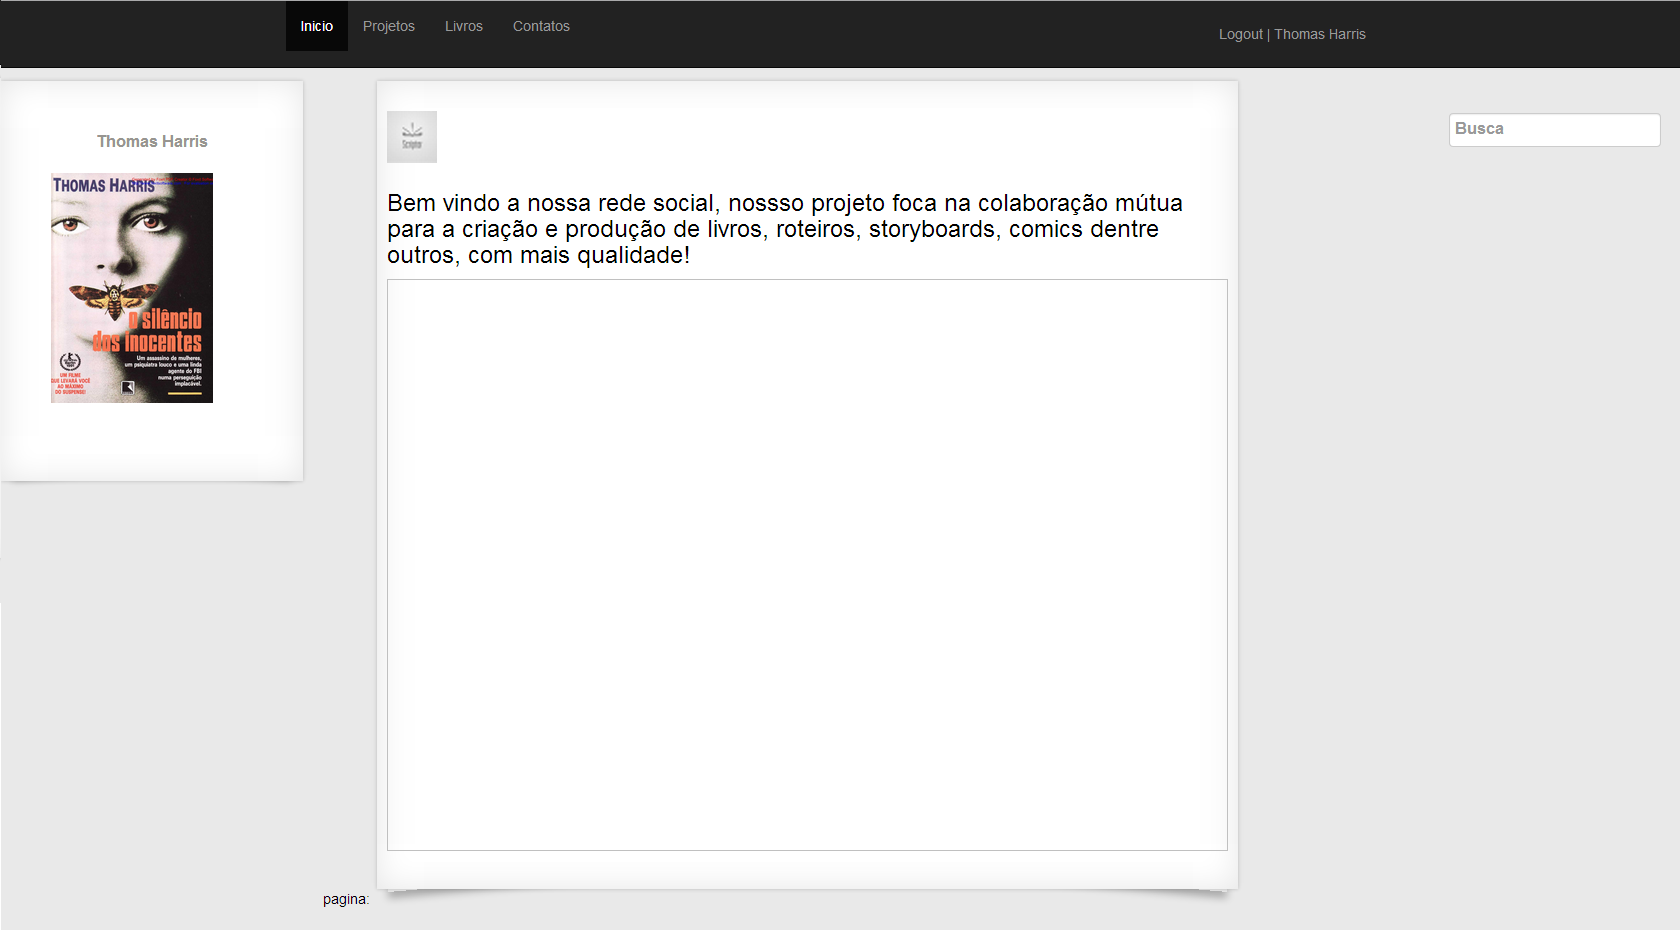 Inicio Projetos Livros Contatos
Logout | Thomas Harris
Thomas Harris
THOMAS HARRIS
o silêncio
dos inocentes
Um assassino de mulheres,
um psiquiatra louco e uma linda
agente do FBI
numa perseguição
implacável.
UM FILME
QUE LEVARÁ VOCÊ
AO MÁXIMO
DO SUSPENSE!
Scriptor
Bem vindo a nossa rede social, nossso projeto foca na colaboração mútua
para a criação e produção de livros, roteiros, storyboards, comics dentre
outros, com mais qualidade!
Busca
pagina: